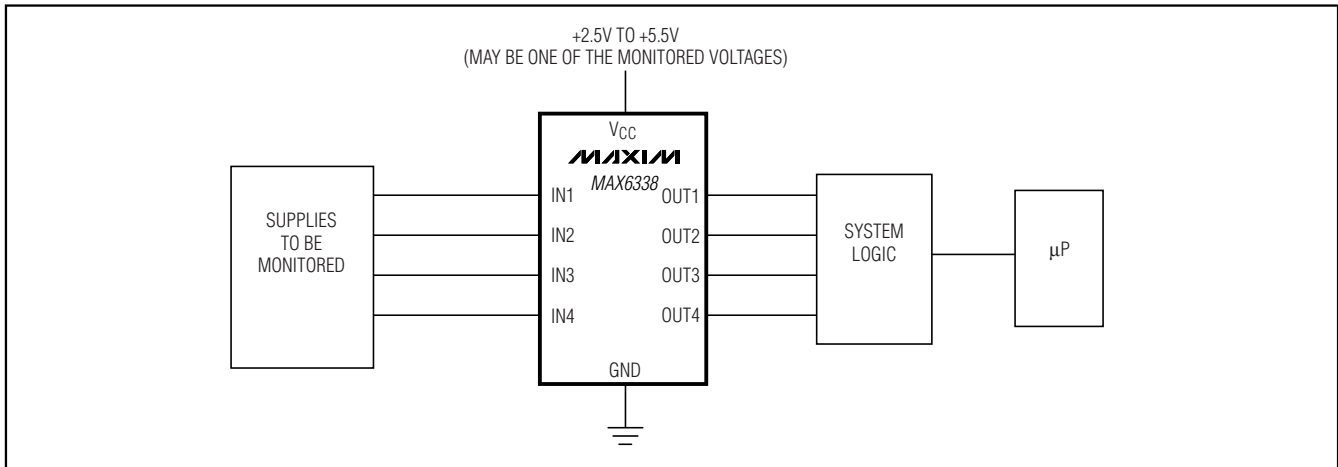 +2.5V TO +5.5V
(MAY BE ONE OF THE MONITORED VOLTAGES)
VCC
MAXIM
MAX6338
SUPPLIES
TO BE
MONITORED
IN1
IN2
IN3
IN4
OUT1
OUT2
OUT3
OUT4
GND
SYSTEM
LOGIC
µP